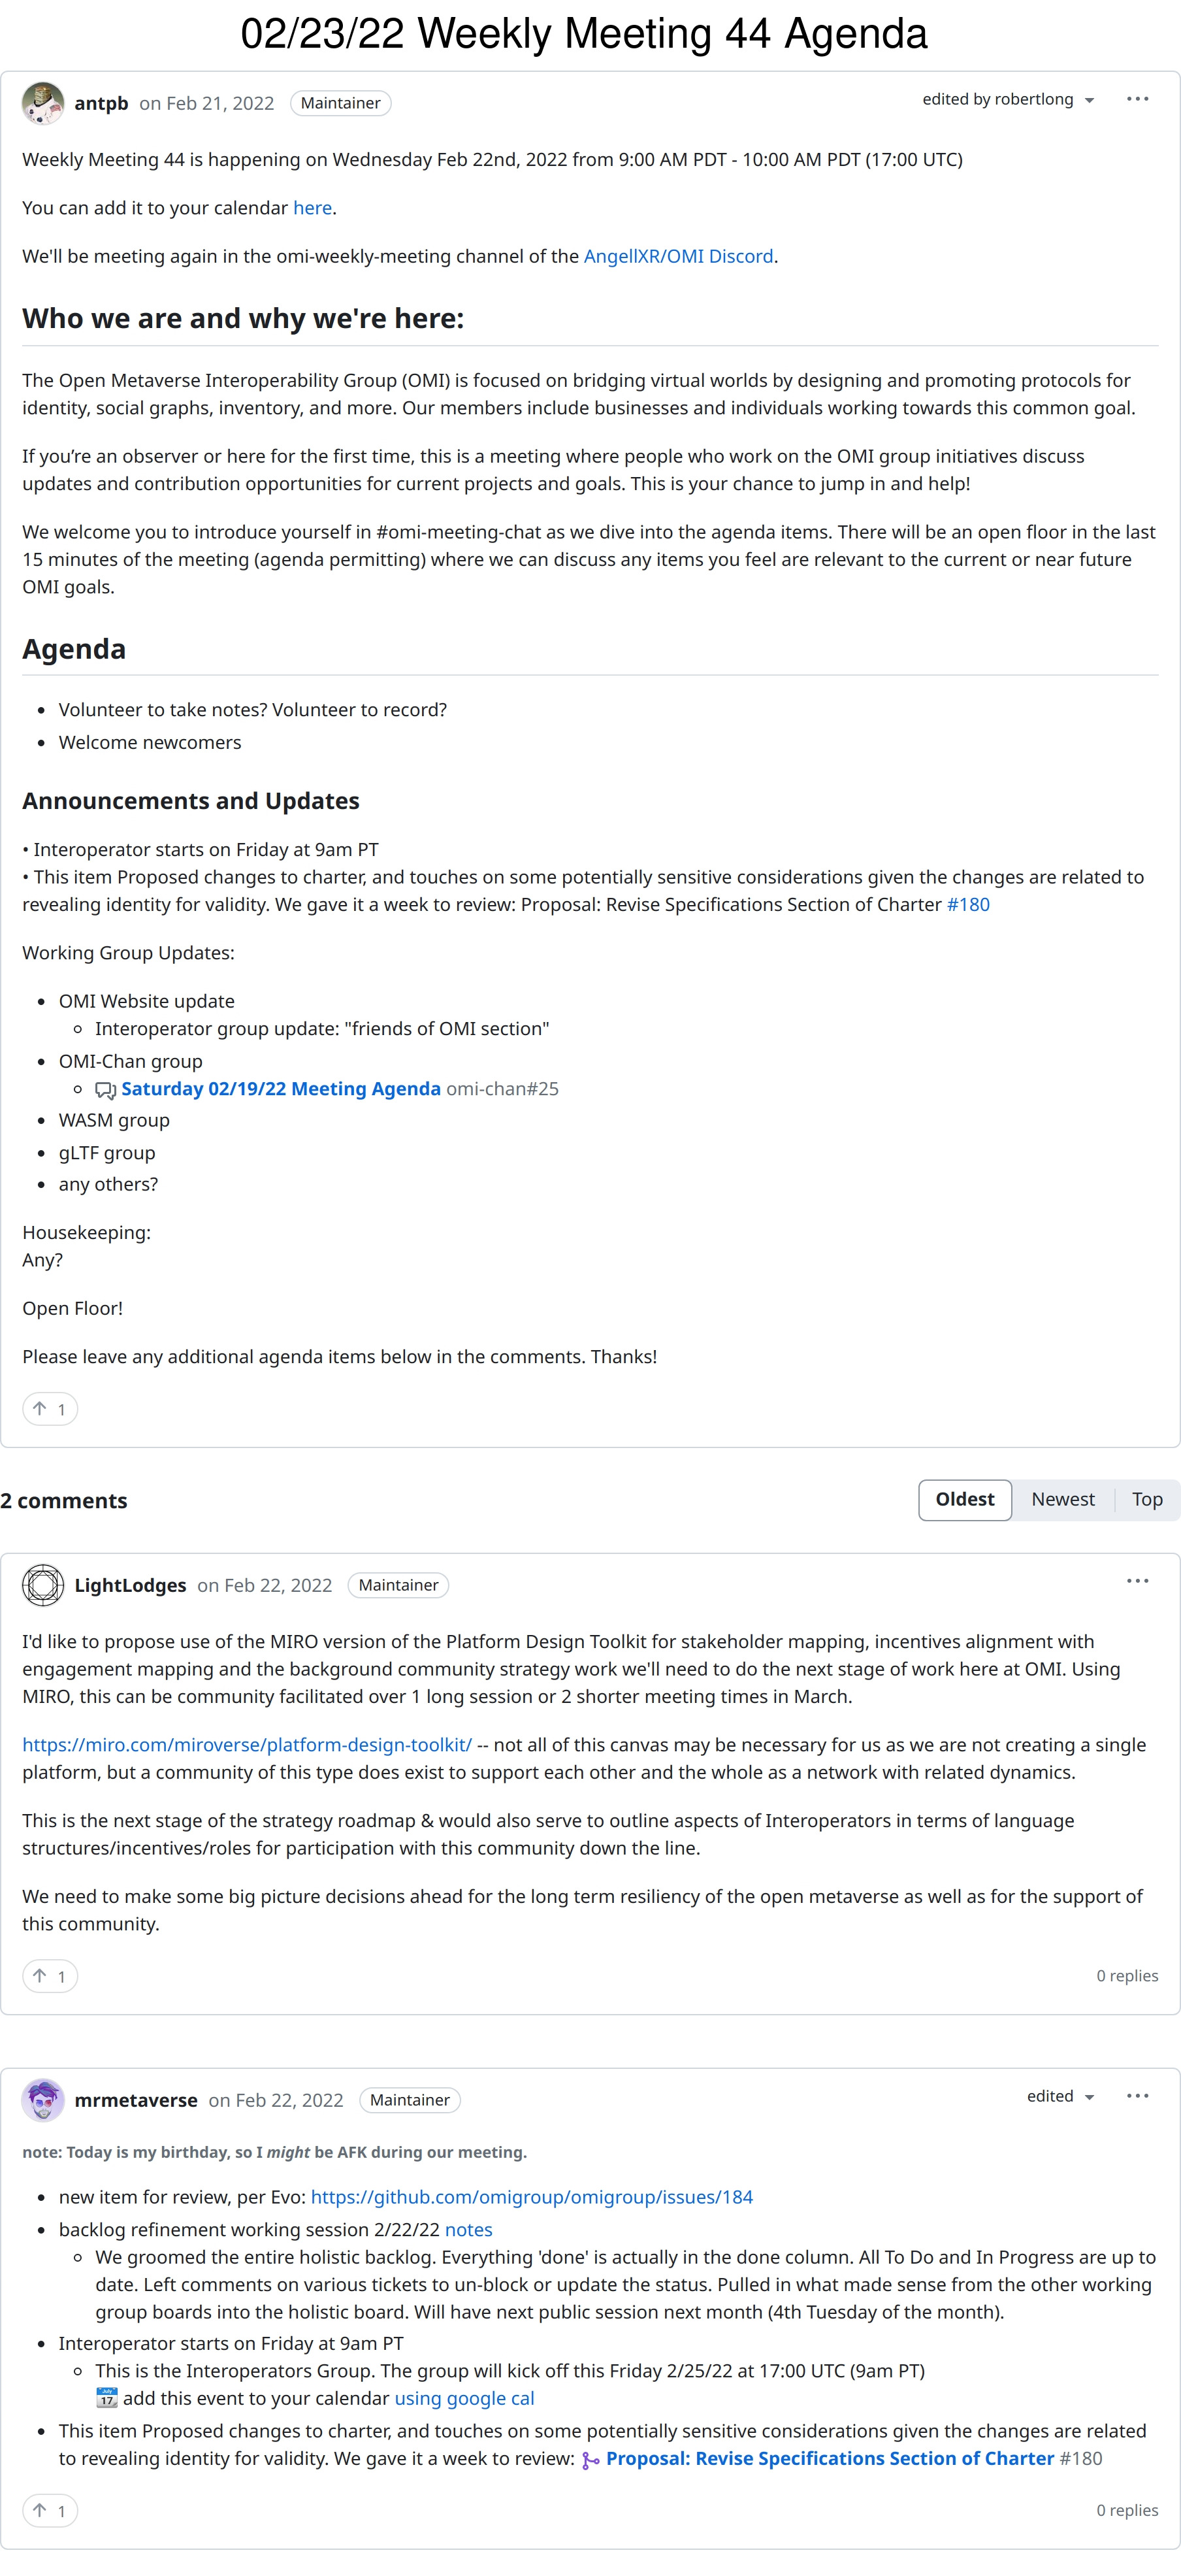 02/23/22 Weekly Meeting 44 Agenda
antpb on Feb 21, 2022 Maintainer edited by robertlong
Weekly Meeting 44 is happening on Wednesday Feb 22nd, 2022 from 9:00 AM PDT - 10:00 AM PDT (17:00 UTC)
You can add it to your calendar here.
We'll be meeting again in the omi-weekly-meeting channel of the AngellXR/OMI Discord.
Who we are and why we're here:
The Open Metaverse Interoperability Group (OMI) is focused on bridging virtual worlds by designing and promoting protocols for
identity, social graphs, inventory, and more. Our members include businesses and individuals working towards this common goal.
If you’re an observer or here for the first time, this is a meeting where people who work on the OMI group initiatives discuss
updates and contribution opportunities for current projects and goals. This is your chance to jump in and help!
We welcome you to introduce yourself in #omi-meeting-chat as we dive into the agenda items. There will be an open floor in the last
15 minutes of the meeting (agenda permitting) where we can discuss any items you feel are relevant to the current or near future
OMI goals.
Agenda
• Volunteer to take notes? Volunteer to record?
• Welcome newcomers
Announcements and Updates
• Interoperator starts on Friday at 9am PT
• This item Proposed changes to charter, and touches on some potentially sensitive considerations given the changes are related to
revealing identity for validity. We gave it a week to review: Proposal: Revise Specifications Section of Charter #180
Working Group Updates:
• OMI Website update
◦ Interoperator group update: "friends of OMI section"
• OMI-Chan group
◦ Saturday 02/19/22 Meeting Agenda omi-chan#25
• WASM group
• gLTF group
• any others?
Housekeeping:
Any?
Open Floor!
Please leave any additional agenda items below in the comments. Thanks!
↑ 1
2 comments Oldest Newest Top
LightLodges on Feb 22, 2022 Maintainer
I'd like to propose use of the MIRO version of the Platform Design Toolkit for stakeholder mapping, incentives alignment with
engagement mapping and the background community strategy work we'll need to do the next stage of work here at OMI. Using
MIRO, this can be community facilitated over 1 long session or 2 shorter meeting times in March.
https://miro.com/miroverse/platform-design-toolkit/ -- not all of this canvas may be necessary for us as we are not creating a single
platform, but a community of this type does exist to support each other and the whole as a network with related dynamics.
This is the next stage of the strategy roadmap & would also serve to outline aspects of Interoperators in terms of language
structures/incentives/roles for participation with this community down the line.
We need to make some big picture decisions ahead for the long term resiliency of the open metaverse as well as for the support of
this community.
↑ 1 0 replies
mrmetaverse on Feb 22, 2022 Maintainer edited
note: Today is my birthday, so I might be AFK during our meeting.
• new item for review, per Evo: https://github.com/omigroup/omigroup/issues/184
• backlog refinement working session 2/22/22 notes
◦ We groomed the entire holistic backlog. Everything 'done' is actually in the done column. All To Do and In Progress are up to
date. Left comments on various tickets to un-block or update the status. Pulled in what made sense from the other working
group boards into the holistic board. Will have next public session next month (4th Tuesday of the month).
• Interoperator starts on Friday at 9am PT
◦ This is the Interoperators Group. The group will kick off this Friday 2/25/22 at 17:00 UTC (9am PT)
📅 add this event to your calendar using google cal
• This item Proposed changes to charter, and touches on some potentially sensitive considerations given the changes are related
to revealing identity for validity. We gave it a week to review: Proposal: Revise Specifications Section of Charter #180
↑ 1 0 replies